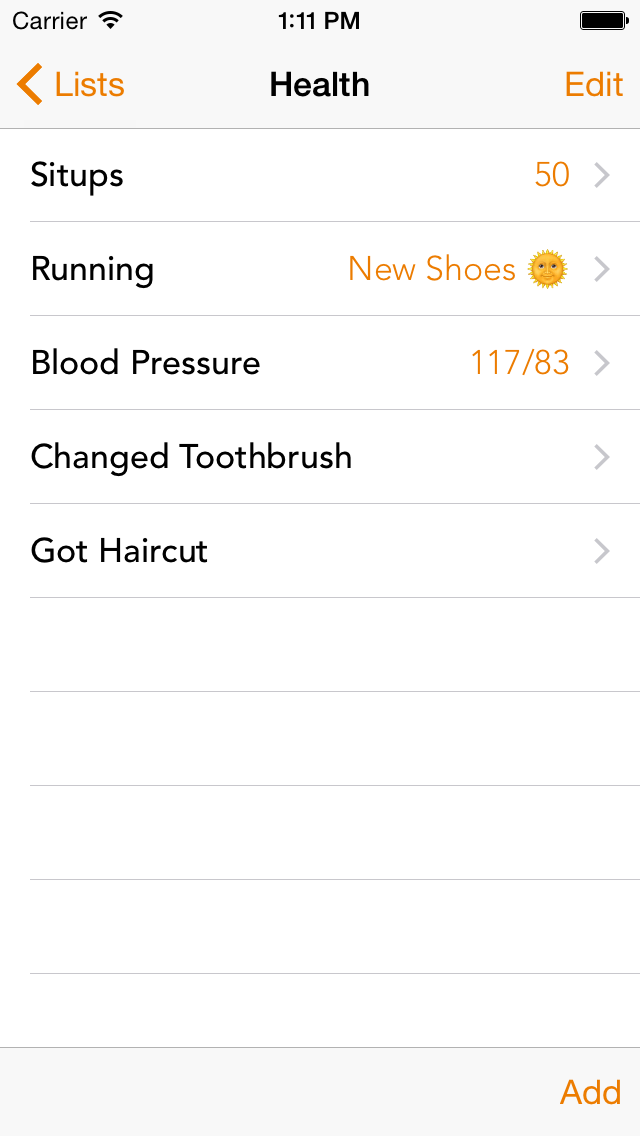 Carrier 1:11 PM
Lists Health Edit
Situps 50
Running New Shoes 🌞
Blood Pressure 117/83
Changed Toothbrush
Got Haircut
Add